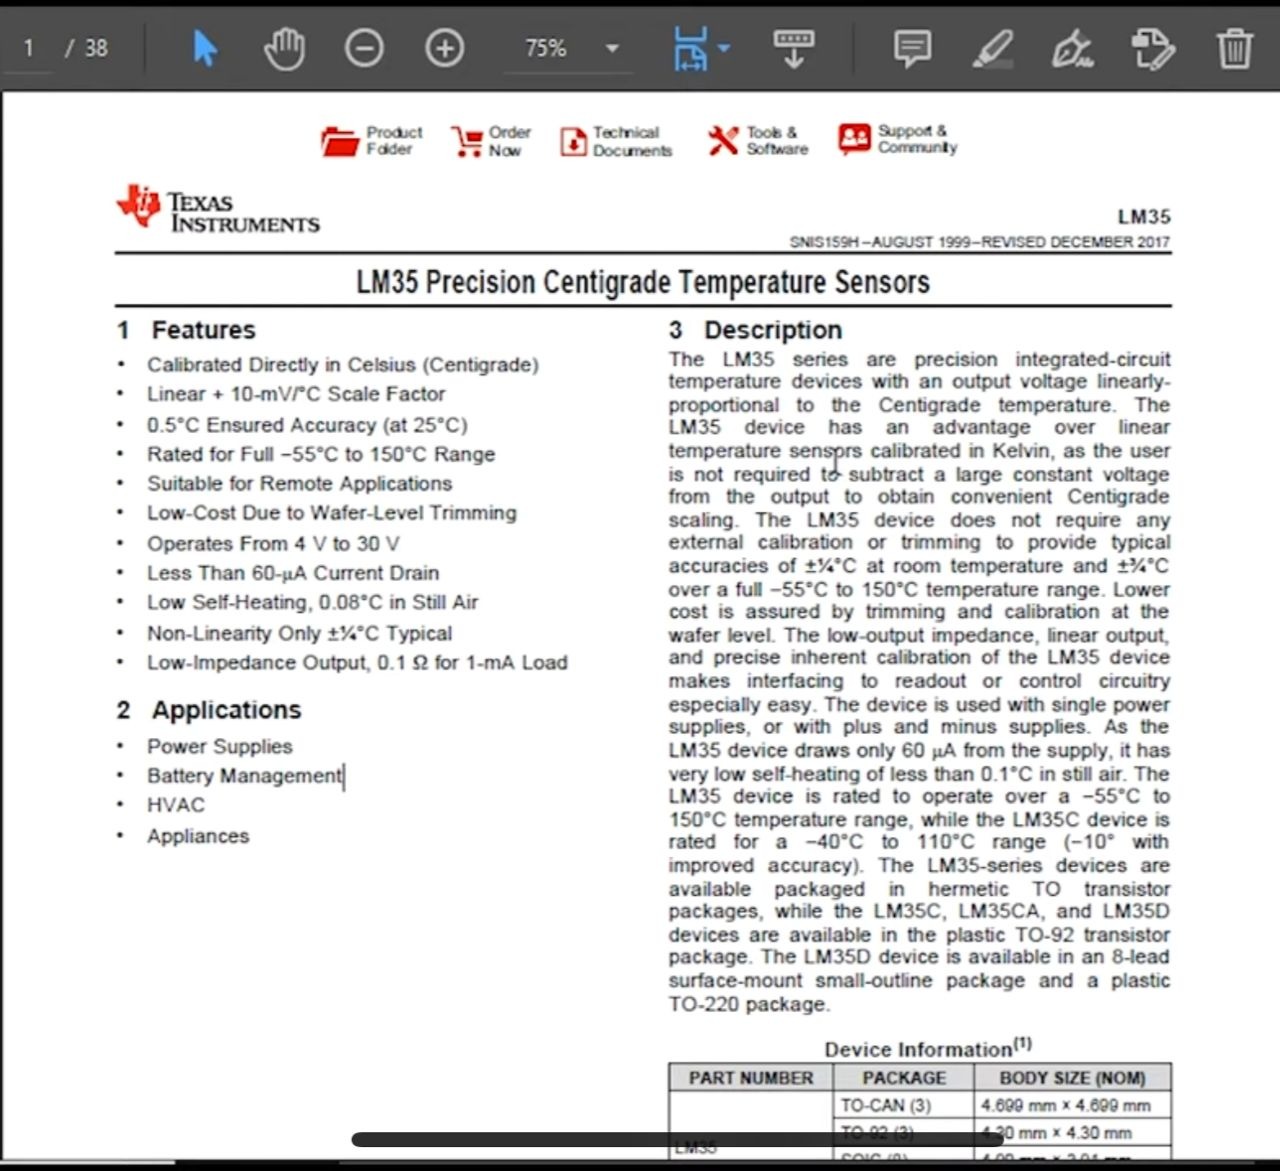 1 / 38
75%
Product
Folder
Order
Now
Technical
Documents
Tools &
Software
Support &
Community
TEXAS
INSTRUMENTS
LM35
SNIS159H –AUGUST 1999–REVISED DECEMBER 2017
LM35 Precision Centigrade Temperature Sensors
1 Features
• Calibrated Directly in Celsius (Centigrade)
• Linear + 10-mV/°C Scale Factor
• 0.5°C Ensured Accuracy (at 25°C)
• Rated for Full −55°C to 150°C Range
• Suitable for Remote Applications
• Low-Cost Due to Wafer-Level Trimming
• Operates From 4 V to 30 V
• Less Than 60-μA Current Drain
• Low Self-Heating, 0.08°C in Still Air
• Non-Linearity Only ±¼°C Typical
• Low-Impedance Output, 0.1 Ω for 1-mA Load
2 Applications
• Power Supplies
• Battery Management
• HVAC
• Appliances
3 Description
The LM35 series are precision integrated-circuit
temperature devices with an output voltage linearly-
proportional to the Centigrade temperature. The
LM35 device has an advantage over linear
temperature sensors calibrated in Kelvin, as the user
is not required to subtract a large constant voltage
from the output to obtain convenient Centigrade
scaling. The LM35 device does not require any
external calibration or trimming to provide typical
accuracies of ±¼°C at room temperature and ±¾°C
over a full −55°C to 150°C temperature range. Lower
cost is assured by trimming and calibration at the
wafer level. The low-output impedance, linear output,
and precise inherent calibration of the LM35 device
makes interfacing to readout or control circuitry
especially easy. The device is used with single power
supplies, or with plus and minus supplies. As the
LM35 device draws only 60 μA from the supply, it has
very low self-heating of less than 0.1°C in still air. The
LM35 device is rated to operate over a −55°C to
150°C temperature range, while the LM35C device is
rated for a −40°C to 110°C range (−10° with
improved accuracy). The LM35-series devices are
available packaged in hermetic TO transistor
packages, while the LM35C, LM35CA, and LM35D
devices are available in the plastic TO-92 transistor
package. The LM35D device is available in an 8-lead
surface-mount small-outline package and a plastic
TO-220 package.
Device Information(1)
PART NUMBER PACKAGE BODY SIZE (NOM)
TO-CAN (3) 4.699 mm × 4.699 mm
TO-92 (3) 4.30 mm × 4.30 mm
LM35